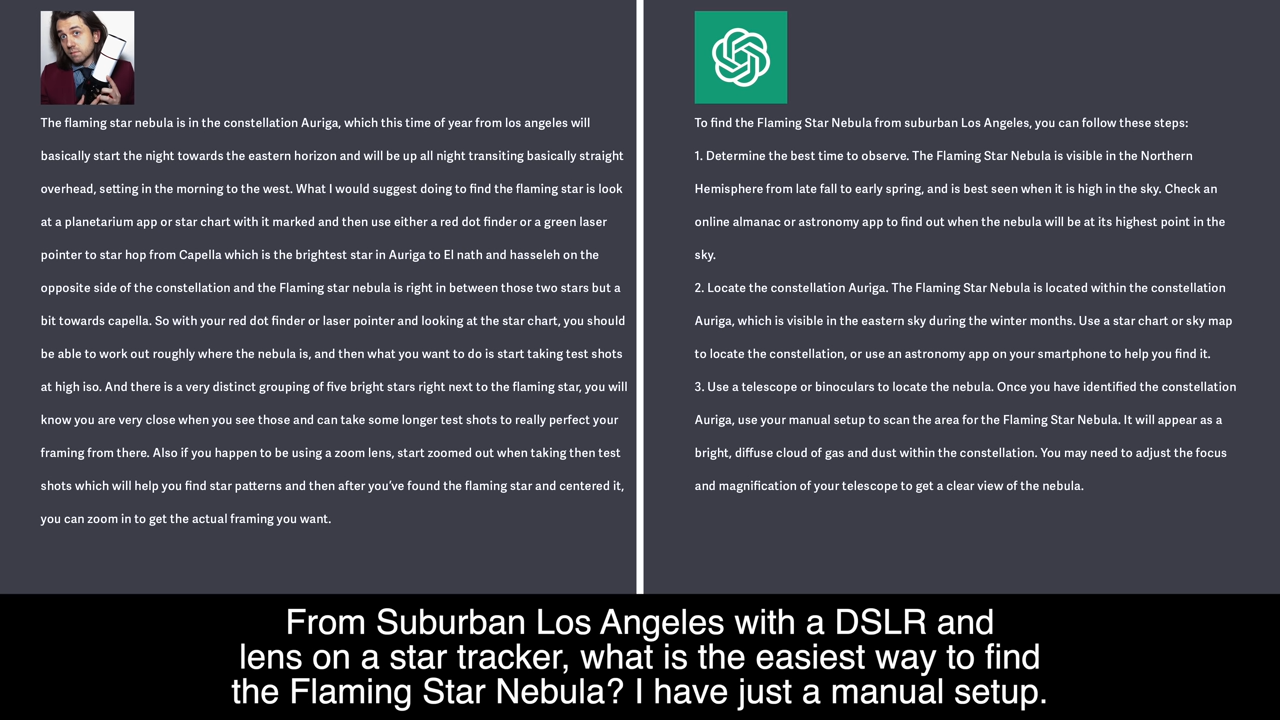 The flaming star nebula is in the constellation Auriga, which this time of year from los angeles will
basically start the night towards the eastern horizon and will be up all night transiting basically straight
overhead, setting in the morning to the west. What I would suggest doing to find the flaming star is look
at a planetarium app or star chart with it marked and then use either a red dot finder or a green laser
pointer to star hop from Capella which is the brightest star in Auriga to El nath and hasseleh on the
opposite side of the constellation and the Flaming star nebula is right in between those two stars but a
bit towards capella. So with your red dot finder or laser pointer and looking at the star chart, you should
be able to work out roughly where the nebula is, and then what you want to do is start taking test shots
at high iso. And there is a very distinct grouping of five bright stars right next to the flaming star, you will
know you are very close when you see those and can take some longer test shots to really perfect your
framing from there. Also if you happen to be using a zoom lens, start zoomed out when taking then test
shots which will help you find star patterns and then after you've found the flaming star and centered it,
you can zoom in to get the actual framing you want.
To find the Flaming Star Nebula from suburban Los Angeles, you can follow these steps:
1. Determine the best time to observe. The Flaming Star Nebula is visible in the Northern
Hemisphere from late fall to early spring, and is best seen when it is high in the sky. Check an
online almanac or astronomy app to find out when the nebula will be at its highest point in the
sky.
2. Locate the constellation Auriga. The Flaming Star Nebula is located within the constellation
Auriga, which is visible in the eastern sky during the winter months. Use a star chart or sky map
to locate the constellation, or use an astronomy app on your smartphone to help you find it.
3. Use a telescope or binoculars to locate the nebula. Once you have identified the constellation
Auriga, use your manual setup to scan the area for the Flaming Star Nebula. It will appear as a
bright, diffuse cloud of gas and dust within the constellation. You may need to adjust the focus
and magnification of your telescope to get a clear view of the nebula.
From Suburban Los Angeles with a DSLR and
lens on a star tracker, what is the easiest way to find
the Flaming Star Nebula? I have just a manual setup.